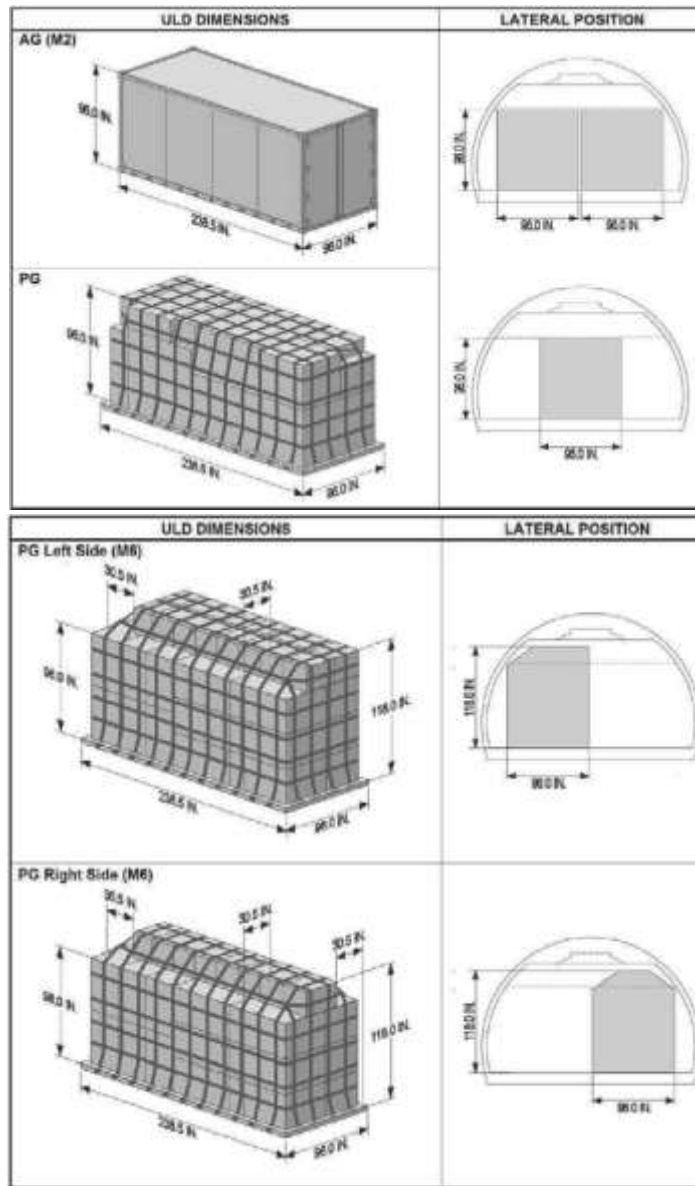 ULD DIMENSIONS
LATERAL POSITION
AG (M2)
96.0 IN.
238.5 IN.
96.0 IN.
96.0 IN.
96.0 IN.
96.0 IN.
PG
96.0 IN.
238.5 IN.
96.0 IN.
96.0 IN.
96.0 IN.
ULD DIMENSIONS
LATERAL POSITION
PG Left Side (M6)
30.5 IN.
30.5 IN.
96.0 IN.
118.0 IN.
238.5 IN.
96.0 IN.
118.0 IN.
96.0 IN.
PG Right Side (M6)
30.5 IN.
30.5 IN.
96.0 IN.
118.0 IN.
238.5 IN.
96.0 IN.
118.0 IN.
96.0 IN.